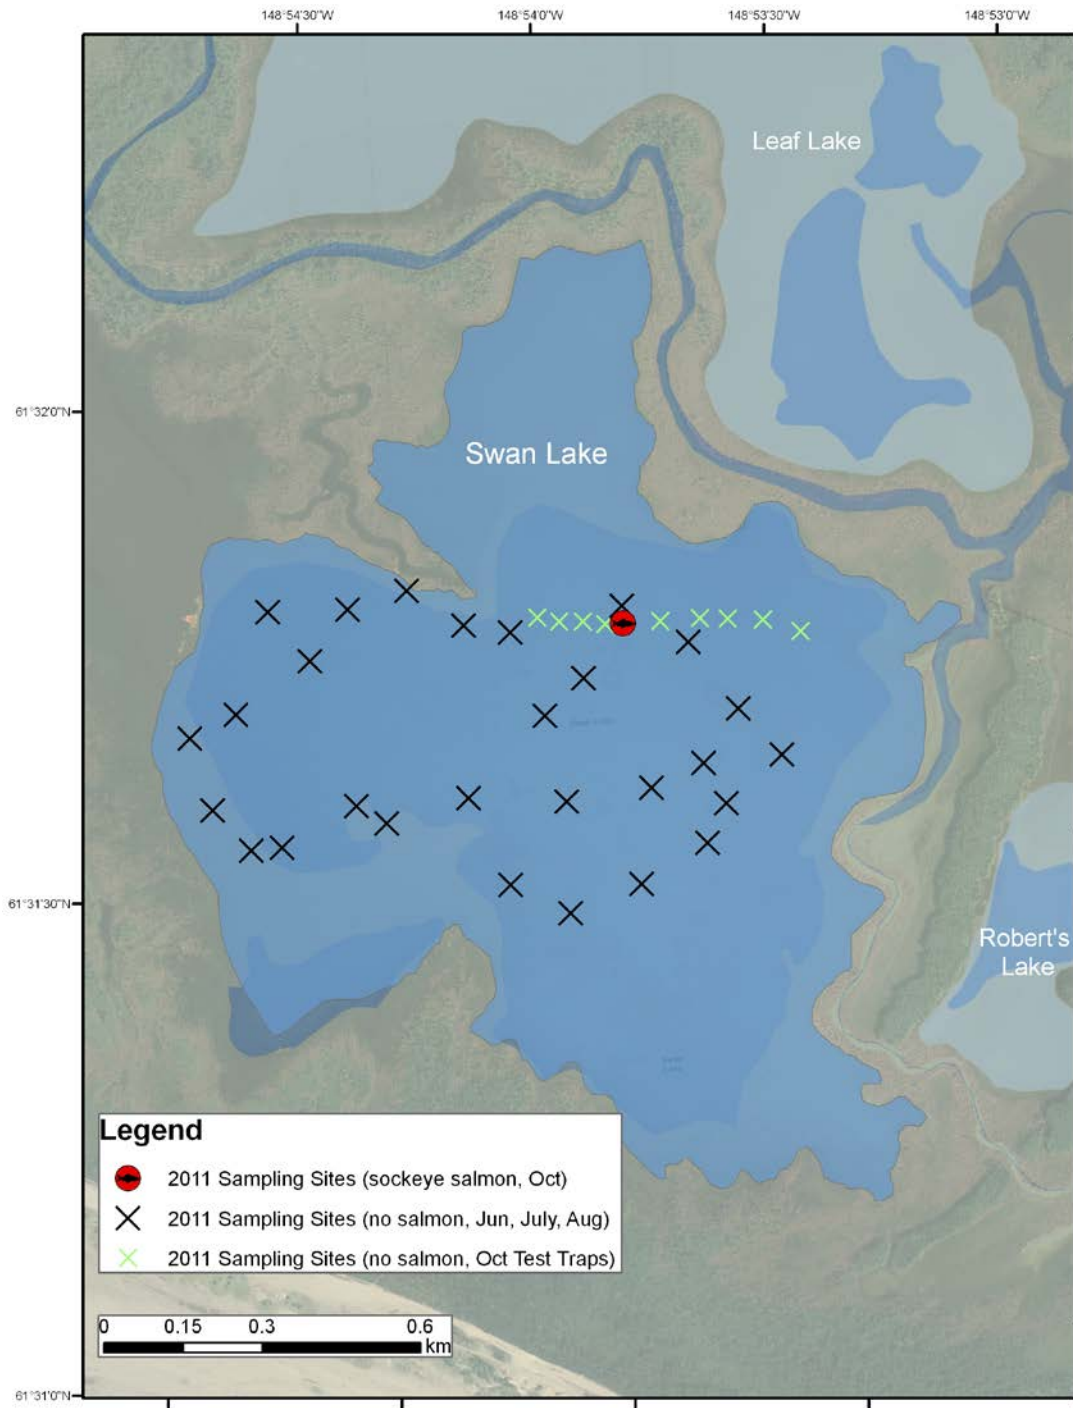 148°54'30"W 148°54'0"W 148°53'30"W 148°53'0"W
Leaf Lake
61°32'0"N
Swan Lake
61°31'30"N
Robert's
Lake
Legend
2011 Sampling Sites (sockeye salmon, Oct)
2011 Sampling Sites (no salmon, Jun, July, Aug)
2011 Sampling Sites (no salmon, Oct Test Traps)
0 0.15 0.3 0.6
km
61°31'0"N